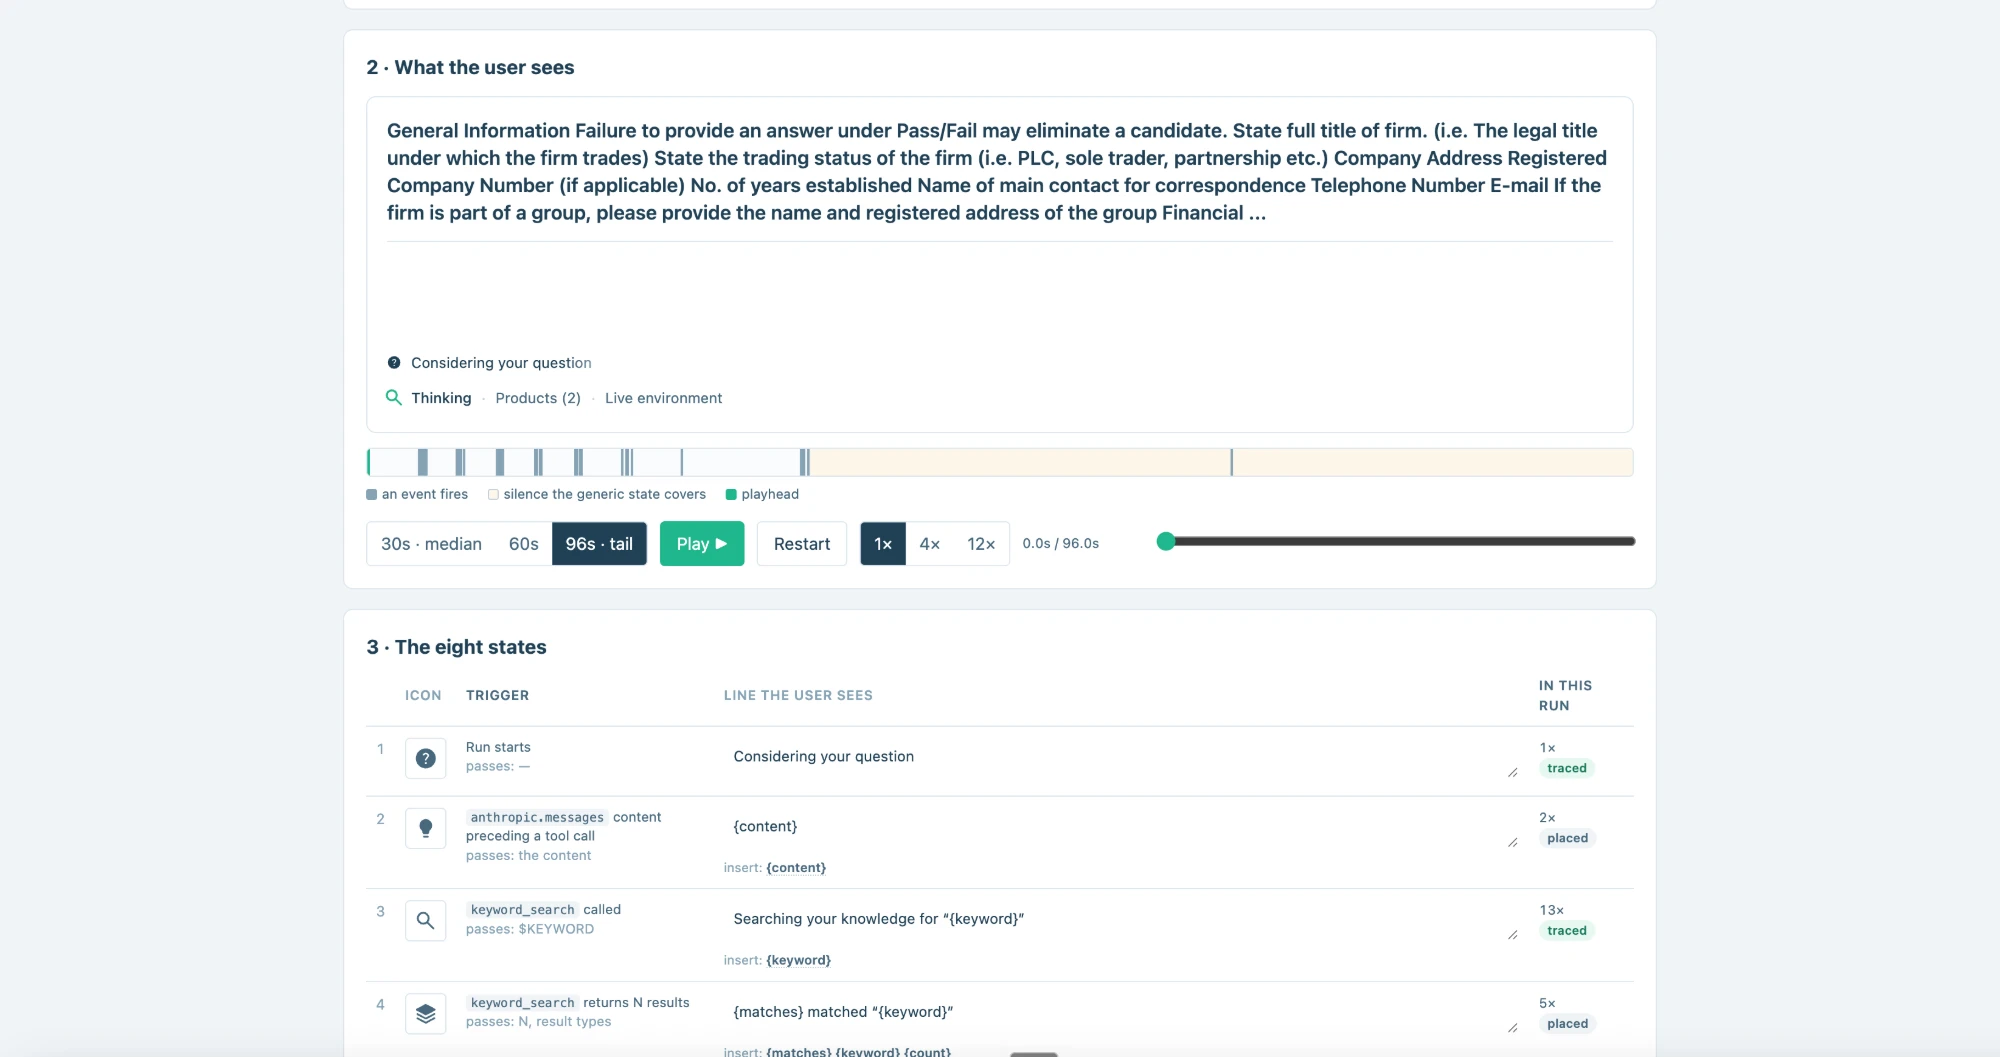 2 · What the user sees
General Information Failure to provide an answer under Pass/Fail may eliminate a candidate. State full title of firm. (i.e. The legal title
under which the firm trades) State the trading status of the firm (i.e. PLC, sole trader, partnership etc.) Company Address Registered
Company Number (if applicable) No. of years established Name of main contact for correspondence Telephone Number E-mail If the
firm is part of a group, please provide the name and registered address of the group Financial ...
? Considering your question
Thinking · Products (2) · Live environment
an event fires silence the generic state covers playhead
30s · median 60s 96s · tail Play ▶ Restart 1× 4× 12× 0.0s / 96.0s
3 · The eight states
ICON TRIGGER LINE THE USER SEES IN THIS
RUN
1 ? Run starts Considering your question 1×
passes: — traced
2 anthropic.messages content {content} 2×
preceding a tool call placed
passes: the content
insert: {content}
3 keyword_search called Searching your knowledge for “{keyword}” 13×
passes: $KEYWORD traced
insert: {keyword}
4 keyword_search returns N results {matches} matched “{keyword}” 5×
passes: N, result types placed
insert: {matches} {keyword} {count}